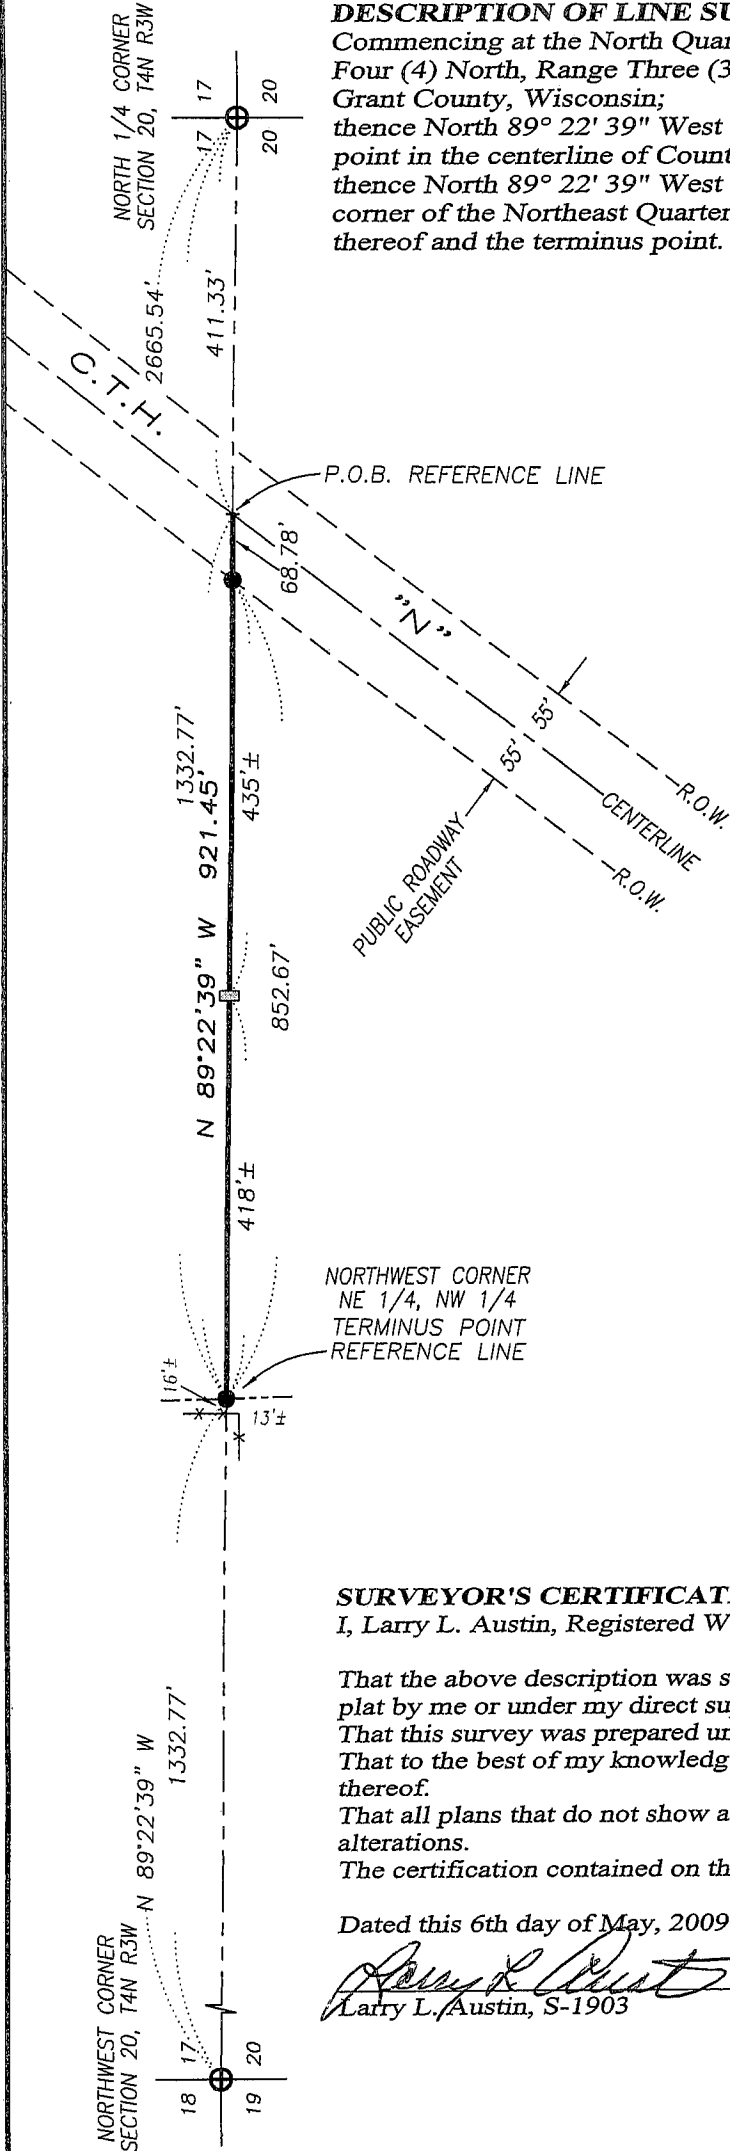 DESCRIPTION OF LINE SU
Commencing at the North Quar
Four (4) North, Range Three (3
Grant County, Wisconsin;
thence North 89° 22' 39" West
point in the centerline of Count
thence North 89° 22' 39" West
corner of the Northeast Quarter
thereof and the terminus point.
NORTH 1/4 CORNER
SECTION 20, T4N R3W
17 17
20 20
2665.54'
411.33'
C.T.H.
P.O.B. REFERENCE LINE
68.78'
"N"
55'
55'
R.O.W.
CENTERLINE
R.O.W.
PUBLIC ROADWAY
EASEMENT
1332.77'
N 89°22'39" W 921.45'
435'±
852.67'
418'±
NORTHWEST CORNER
NE 1/4, NW 1/4
TERMINUS POINT
REFERENCE LINE
16'±
13'±
N 89°22'39" W
1332.77'
NORTHWEST CORNER
SECTION 20, T4N R3W
18 17
19 20
SURVEYOR'S CERTIFICAT
I, Larry L. Austin, Registered W
That the above description was s
plat by me or under my direct su
That this survey was prepared un
That to the best of my knowledg
thereof.
That all plans that do not show a
alterations.
The certification contained on th
Dated this 6th day of May, 2009
Larry L Aust
Larry L. Austin, S-1903